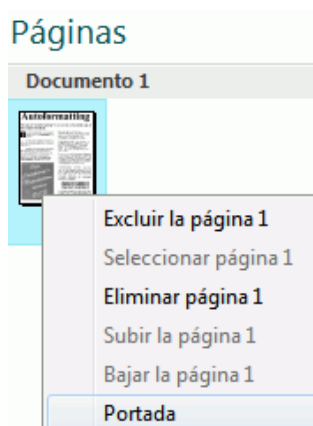 Páginas
Documento 1
Autoformatting
Excluir la página 1
Seleccionar página 1
Eliminar página 1
Subir la página 1
Bajar la página 1
Portada